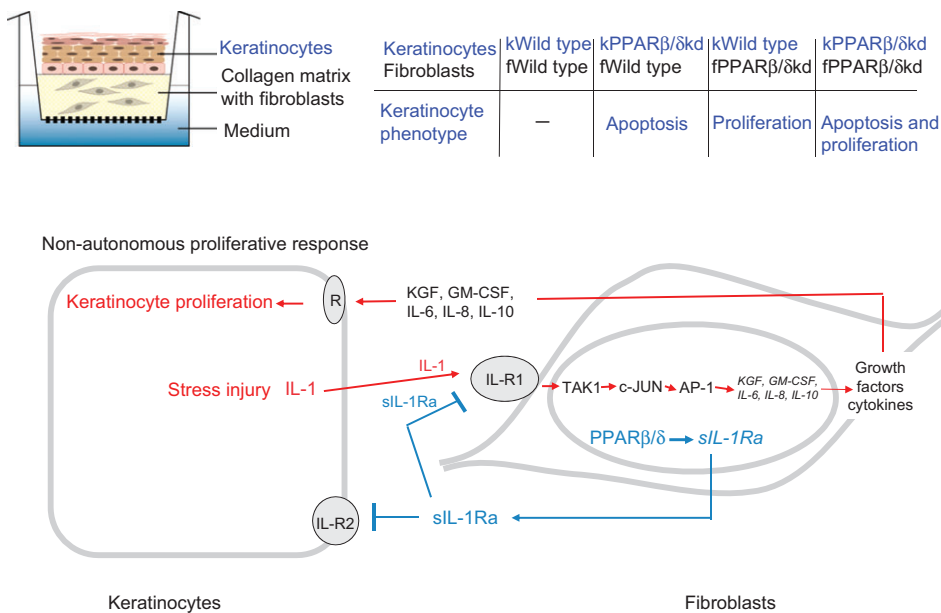 Keratinocytes
Collagen matrix
with fibroblasts
Medium
Keratinocytes kWild type kPPARβ/δkd kWild type kPPARβ/δkd
Fibroblasts fWild type fWild type fPPARβ/δkd fPPARβ/δkd
Keratinocyte
phenotype
–
Apoptosis
Proliferation
Apoptosis and
proliferation
Non-autonomous proliferative response
Keratinocyte proliferation
R
KGF, GM-CSF,
IL-6, IL-8, IL-10
Stress injury IL-1
IL-1
IL-R1
TAK1 c-JUN AP-1
KGF, GM-CSF,
IL-6, IL-8, IL-10
Growth
factors
cytokines
sIL-1Ra
PPARβ/δ sIL-1Ra
IL-R2
sIL-1Ra
Keratinocytes
Fibroblasts